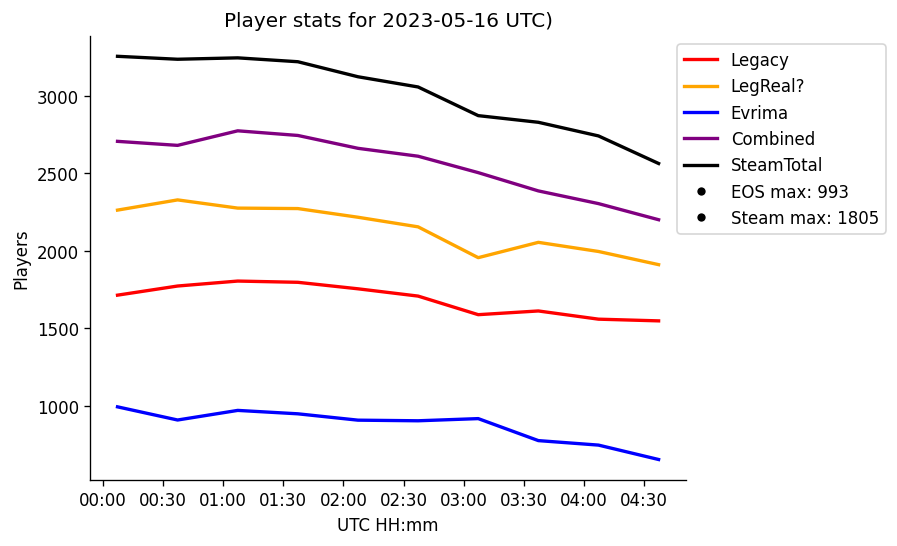 Player stats for 2023-05-16 UTC)
Legacy
LegReal?
Evrima
Combined
SteamTotal
EOS max: 993
Steam max: 1805
Players
3000
2500
2000
1500
1000
00:00 00:30 01:00 01:30 02:00 02:30 03:00 03:30 04:00 04:30
UTC HH:mm